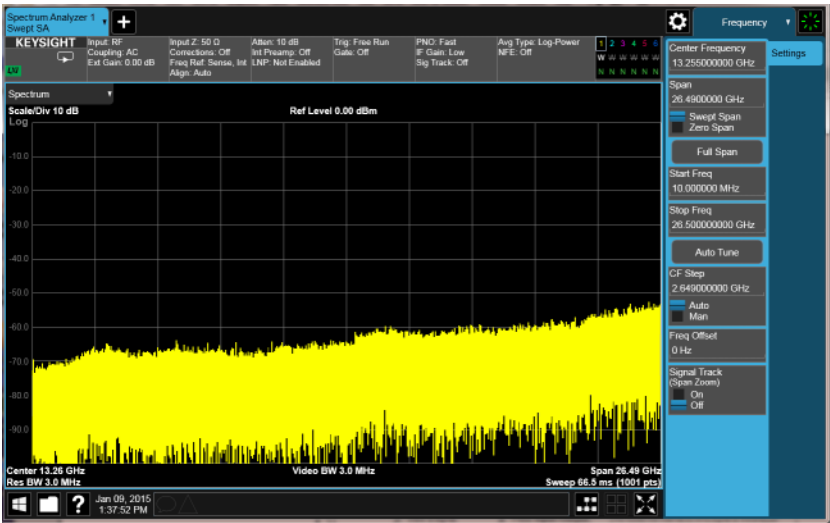 Spectrum Analyzer 1
Swept SA
Frequency
KEYSIGHT
Input: RF
Coupling: AC
Ext Gain: 0.00 dB
Input Z: 50 Ω
Corrections: Off
Freq Ref: Sense, Int
Align: Auto
Atten: 10 dB
Int Preamp: Off
LNP: Not Enabled
Trig: Free Run
Gate: Off
PNO: Fast
IF Gain: Low
Sig Track: Off
Avg Type: Log-Power
NFE: Off
1 2 3 4 5 6
W W W W W W
N N N N N N
Spectrum
Scale/Div 10 dB
Ref Level 0.00 dBm
Log
-10.0
-20.0
-30.0
-40.0
-50.0
-60.0
-70.0
-80.0
-90.0
Center 13.26 GHz
Res BW 3.0 MHz
Video BW 3.0 MHz
Span 26.49 GHz
Sweep 66.5 ms (1001 pts)
Center Frequency
13.255000000 GHz
Settings
Span
26.4900000 GHz
Swept Span
Zero Span
Full Span
Start Freq
10.000000 MHz
Stop Freq
26.500000000 GHz
Auto Tune
CF Step
2.649000000 GHz
Auto
Man
Freq Offset
0 Hz
Signal Track
(Span Zoom)
On
Off
?
Jan 09, 2015
1:37:52 PM